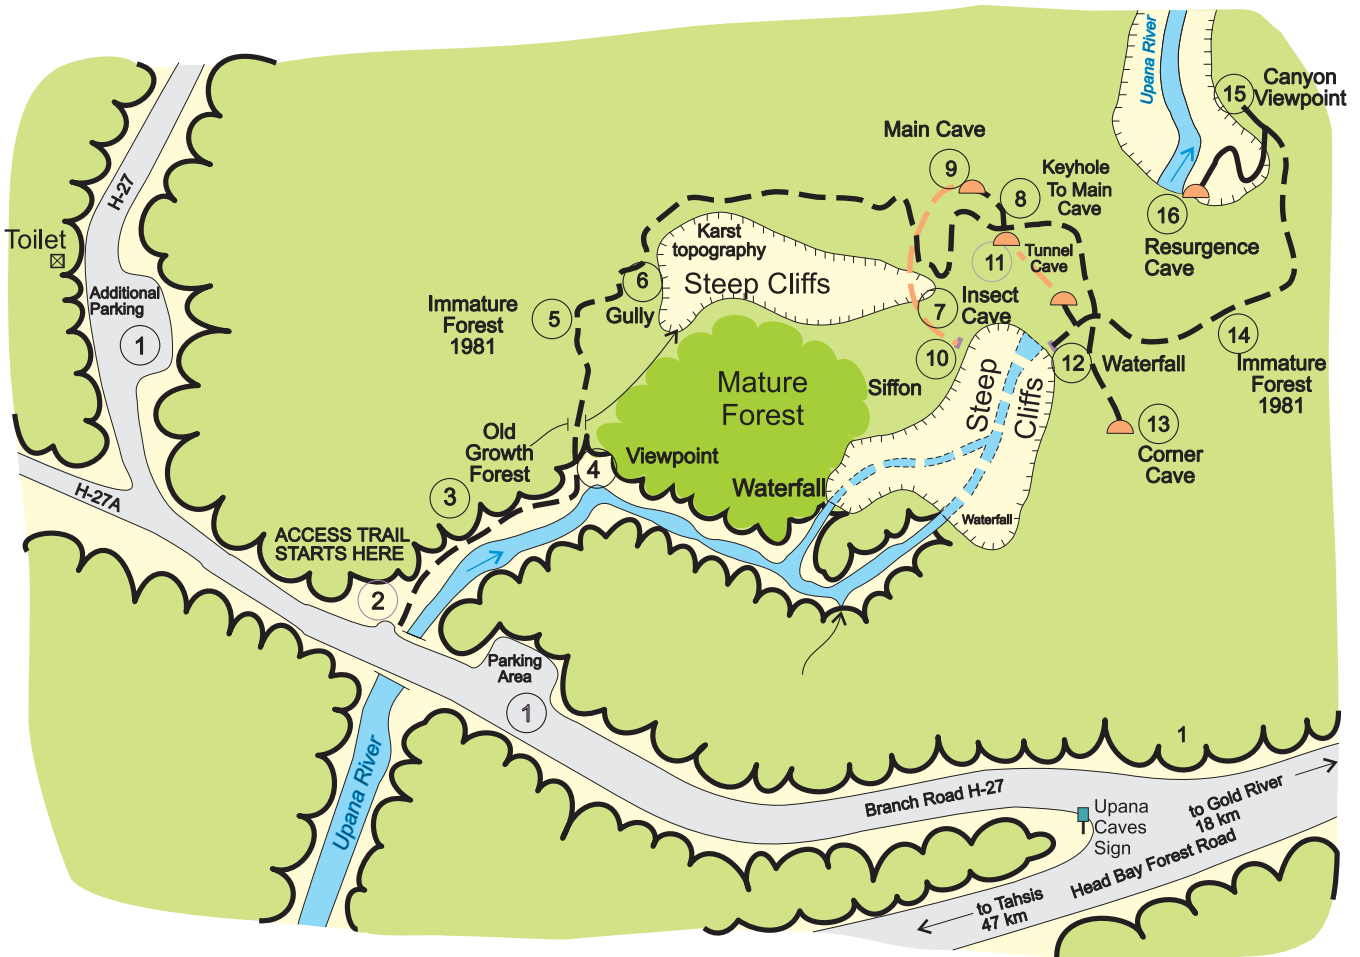 Upana River
15
Canyon
Viewpoint
H-27
Main Cave
9
Keyhole
To Main
Cave
8
16
Resurgence
Cave
Toilet
Karst
topography
Steep Cliffs
11
Tunnel
Cave
6
Gully
Additional
Parking
1
Immature
Forest
1981
5
7
Insect
Cave
10
Siffon
12
Waterfall
14
Immature
Forest
1981
Mature
Forest
Steep
Cliffs
13
Corner
Cave
Old
Growth
Forest
4
Viewpoint
Waterfall
Waterfall
H-27A
3
ACCESS TRAIL
STARTS HERE
2
Parking
Area
1
Upana River
1
Branch Road H-27
Upana
Caves
Sign
to Gold River
18 km
Head Bay Forest Road
to Tahsis
47 km